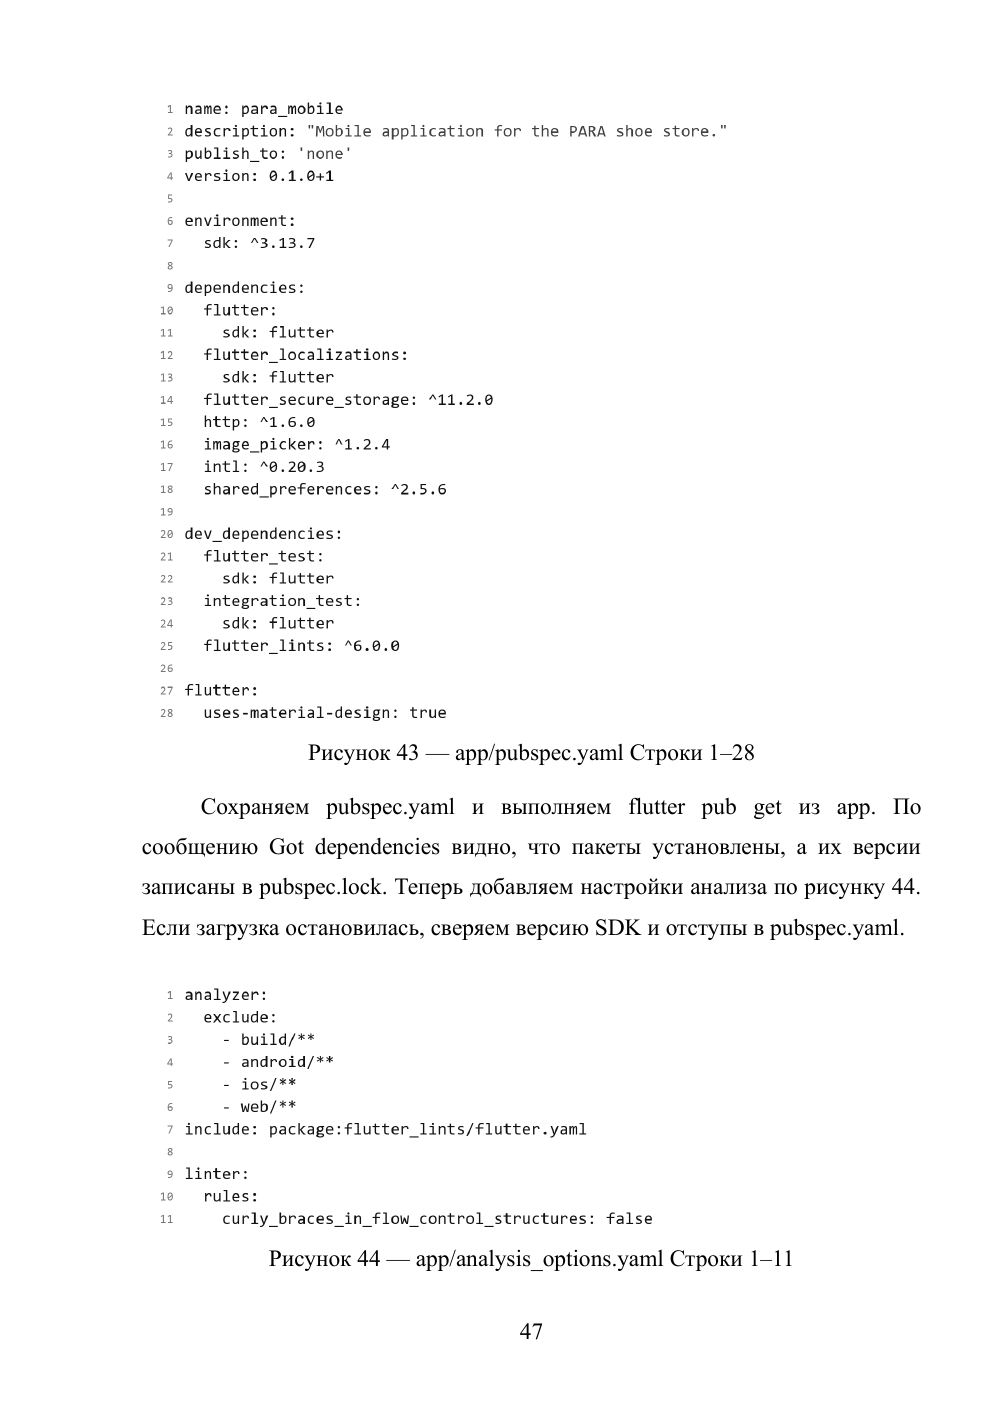 1 name: para_mobile
2 description: "Mobile application for the PARA shoe store."
3 publish_to: 'none'
4 version: 0.1.0+1
5
6 environment:
7   sdk: ^3.13.7
8
9 dependencies:
10   flutter:
11     sdk: flutter
12   flutter_localizations:
13     sdk: flutter
14   flutter_secure_storage: ^11.2.0
15   http: ^1.6.0
16   image_picker: ^1.2.4
17   intl: ^0.20.3
18   shared_preferences: ^2.5.6
19
20 dev_dependencies:
21   flutter_test:
22     sdk: flutter
23   integration_test:
24     sdk: flutter
25   flutter_lints: ^6.0.0
26
27 flutter:
28   uses-material-design: true
Рисунок 43 — app/pubspec.yaml Строки 1–28
Сохраняем pubspec.yaml и выполняем flutter pub get из app. По
сообщению Got dependencies видно, что пакеты установлены, а их версии
записаны в pubspec.lock. Теперь добавляем настройки анализа по рисунку 44.
Если загрузка остановилась, сверяем версию SDK и отступы в pubspec.yaml.
1 analyzer:
2   exclude:
3     - build/**
4     - android/**
5     - ios/**
6     - web/**
7 include: package:flutter_lints/flutter.yaml
8
9 linter:
10   rules:
11     curly_braces_in_flow_control_structures: false
Рисунок 44 — app/analysis_options.yaml Строки 1–11
47